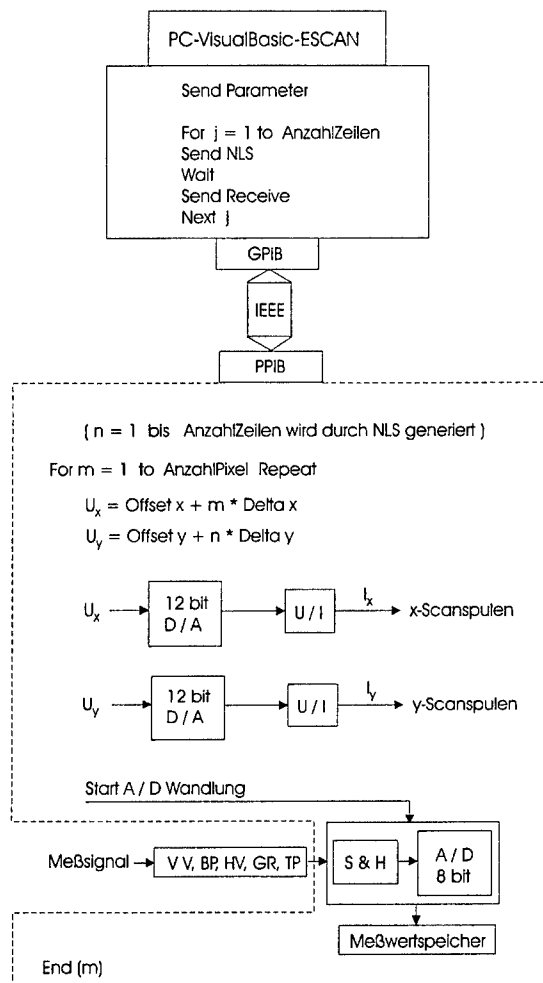 PC-VisualBasic-ESCAN
Send Parameter
For j = 1 to AnzahlZeilen
Send NLS
Wait
Send Receive
Next j
GPIB
IEEE
PPIB
( n = 1 bis AnzahlZeilen wird durch NLS generiert )
For m = 1 to AnzahlPixel Repeat
Ux = Offset x + m * Delta x
Uy = Offset y + n * Delta y
Ux
12 bit
D / A
U / I
Ix
x-Scanspulen
Uy
12 bit
D / A
U / I
Iy
y-Scanspulen
Start A / D Wandlung
Meßsignal
V V, BP, HV, GR, TP
S & H
A / D
8 bit
Meßwertspeicher
End (m)